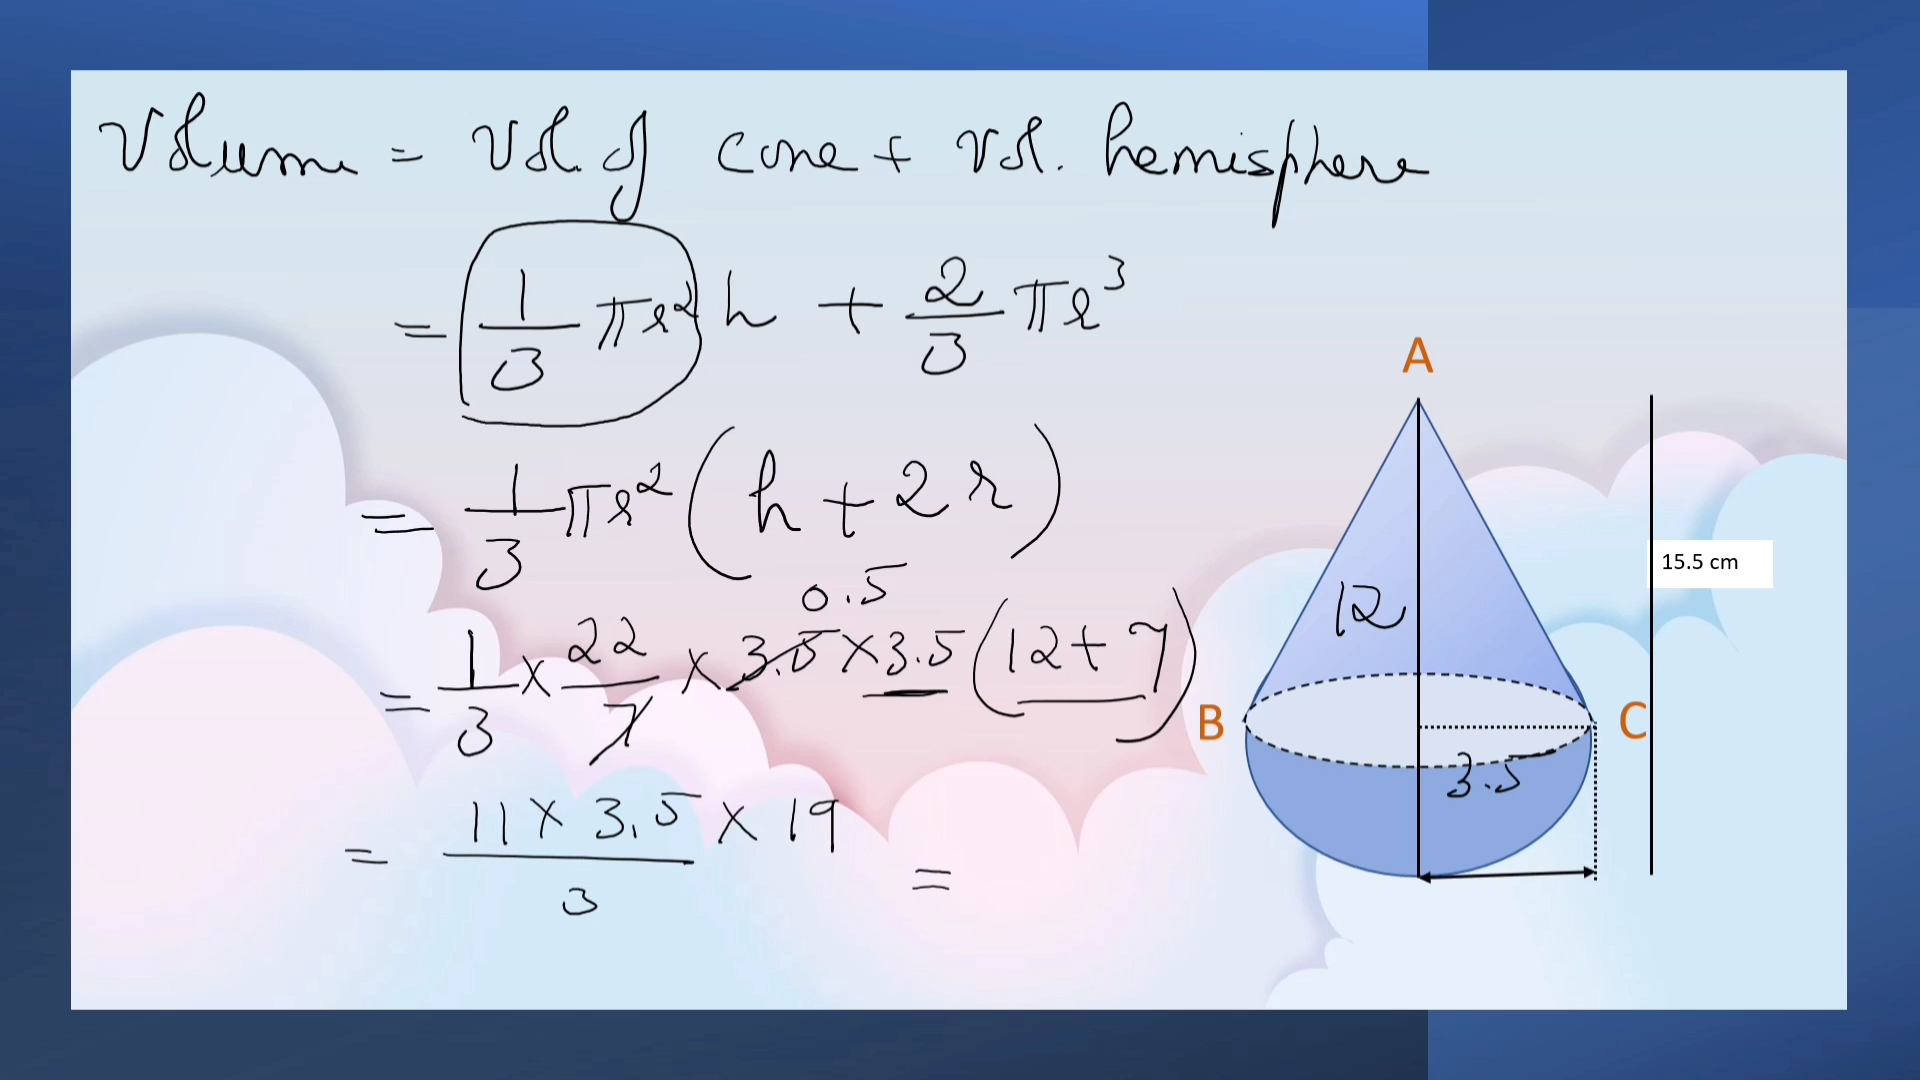 Volume = Vol. of cone + vol. hemisphere
= 1/3 πr² h + 2/3 πr³
= 1/3 πr² (h + 2r)
0.5
= 1/3 × 22/7 × 3.5 × 3.5 (12 + 7)
= 11 × 3.5/3 × 19 =
A
15.5 cm
12
B
C
3.5